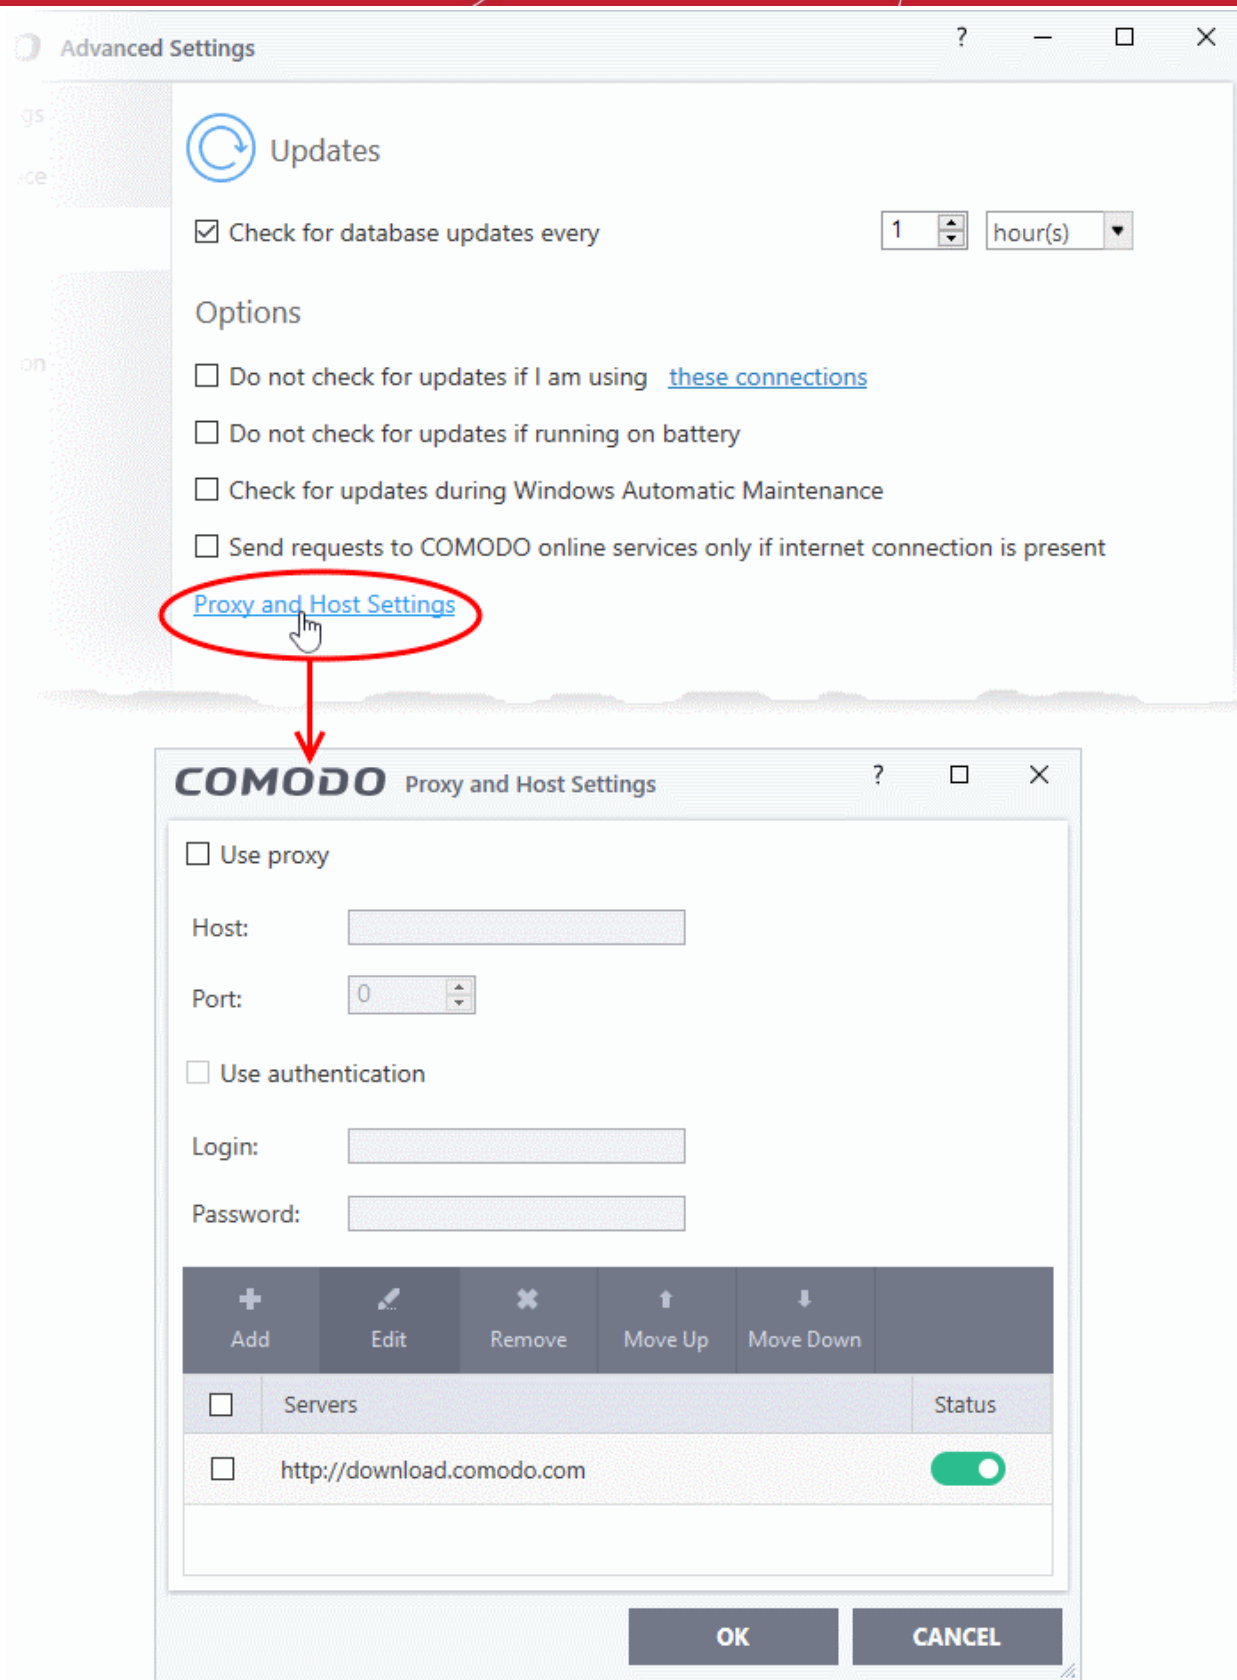 Advanced Settings ?
gs
Updates
ce
Check for database updates every 1 hour(s)
Options
on
Do not check for updates if I am using these connections
Do not check for updates if running on battery
Check for updates during Windows Automatic Maintenance
Send requests to COMODO online services only if internet connection is present
Proxy and Host Settings
COMODO Proxy and Host Settings ?
Use proxy
Host:
Port: 0
Use authentication
Login:
Password:
Add Edit Remove Move Up Move Down
Servers Status
http://download.comodo.com
OK CANCEL